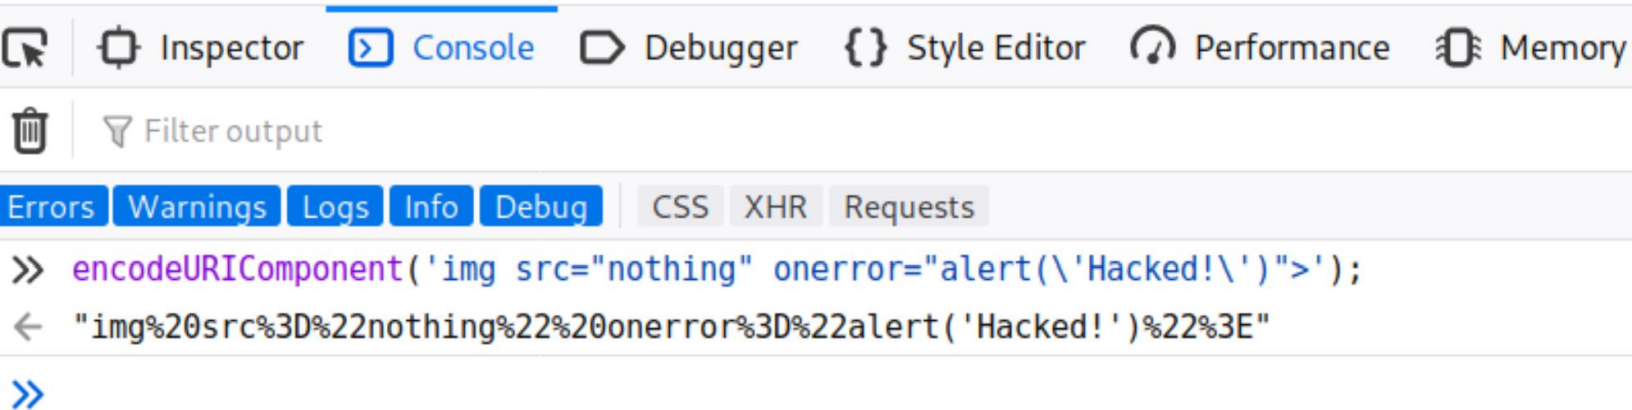 Inspector Console Debugger {} Style Editor Performance Memory
Filter output
Errors Warnings Logs Info Debug CSS XHR Requests
» encodeURIComponent('img src="nothing" onerror="alert(\'Hacked!\')">');
← "img%20src%3D%22nothing%22%20onerror%3D%22alert('Hacked!')%22%3E"
»